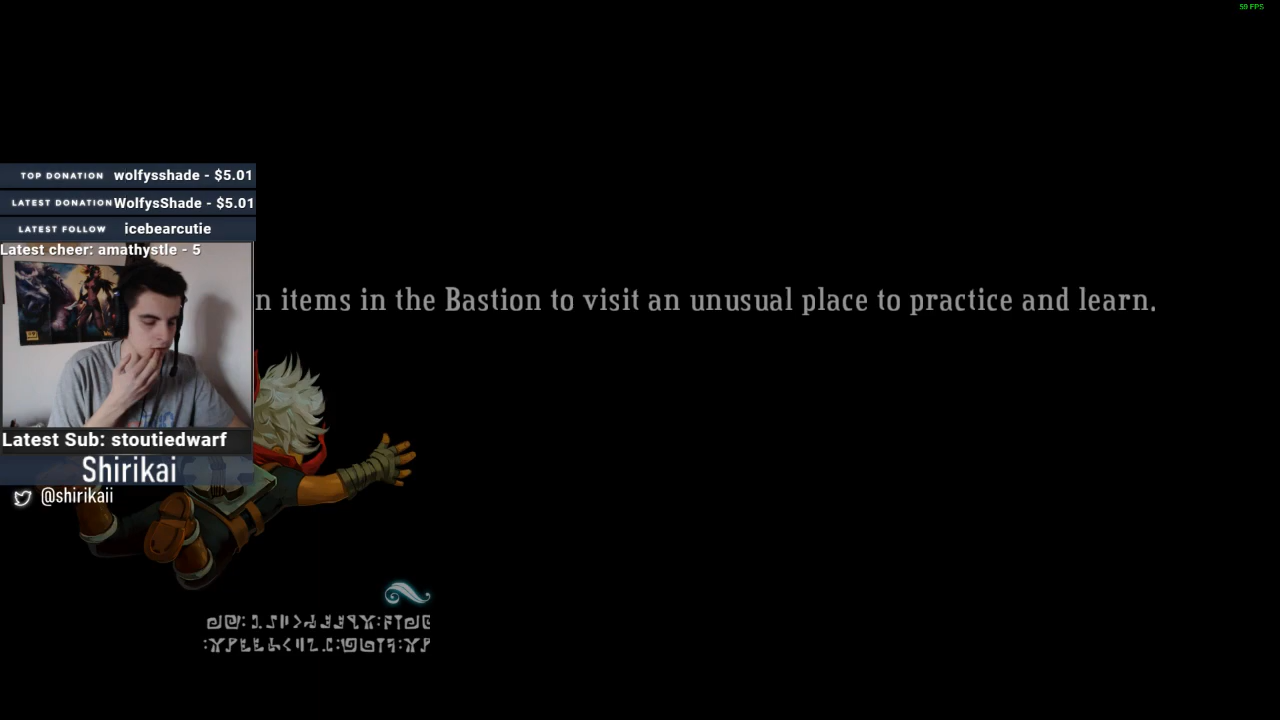 59 FPS
TOP DONATION wolfysshade - $5.01
LATEST DONATION WolfysShade - $5.01
LATEST FOLLOW icebearcutie
Latest cheer: amathystle - 5
n items in the Bastion to visit an unusual place to practice and learn.
Latest Sub: stoutiedwarf
Shirikai
@shirikaii